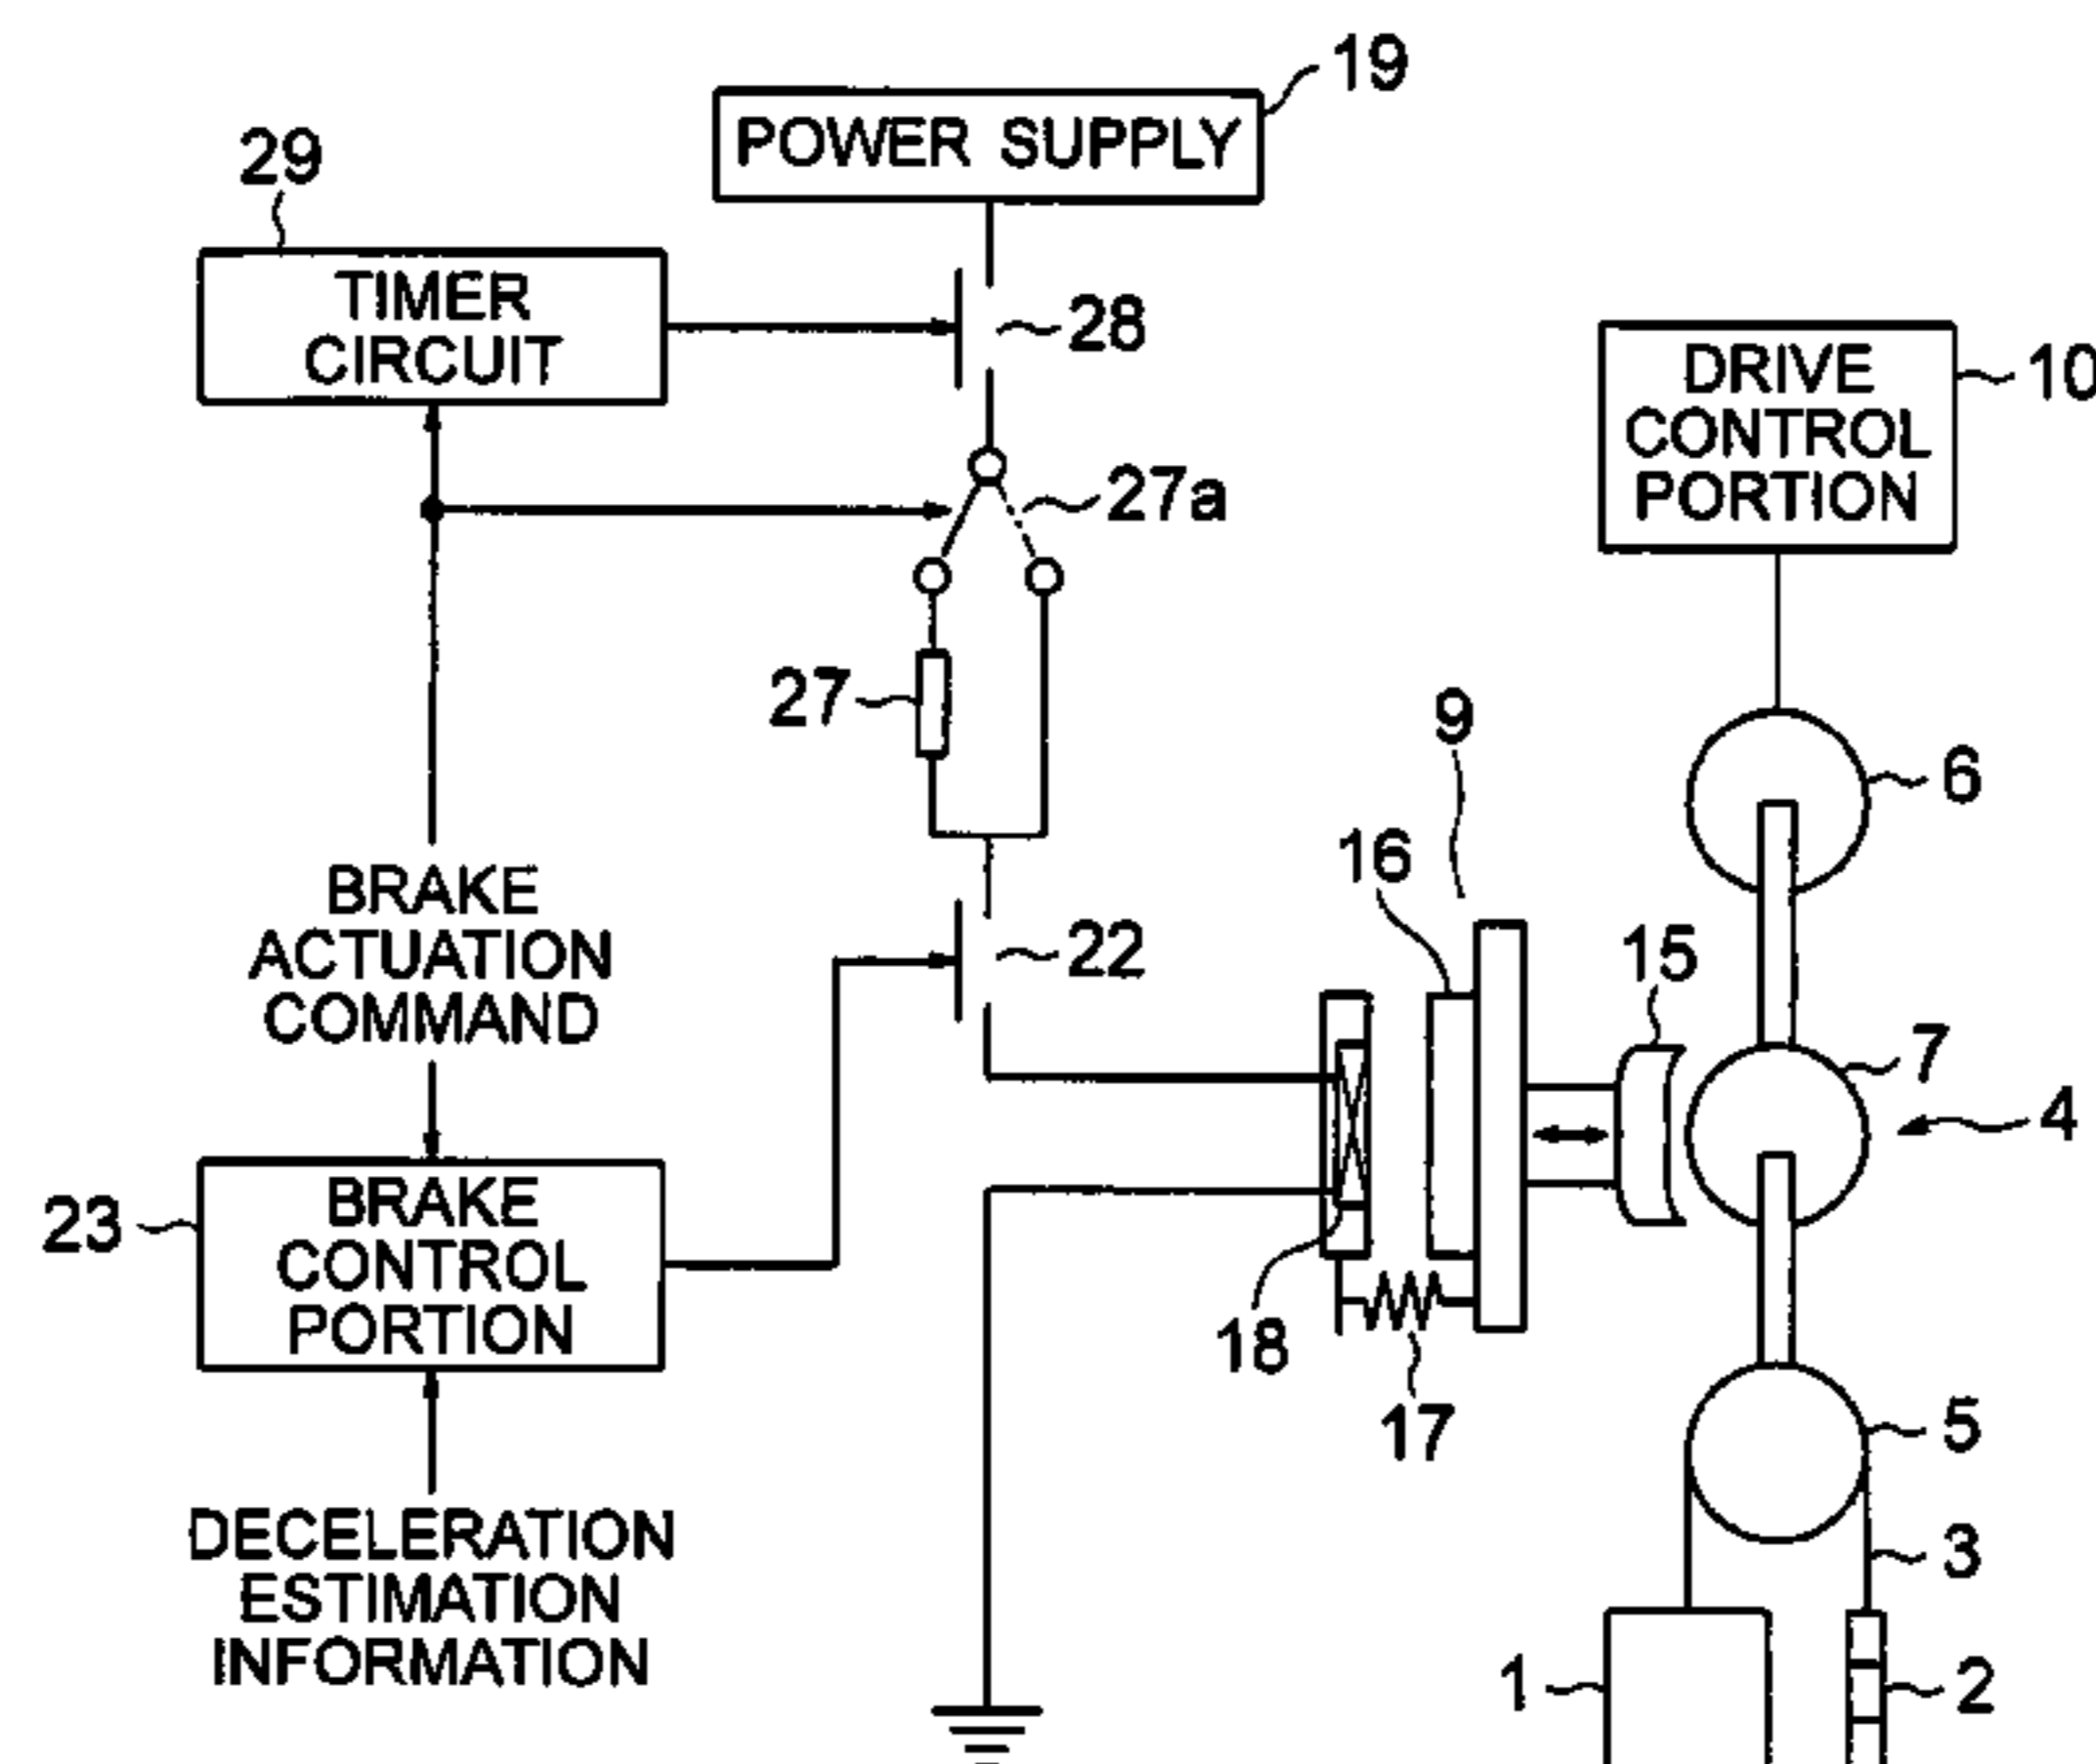 19
POWER SUPPLY
29
TIMER
CIRCUIT
28
DRIVE
CONTROL
PORTION
10
27a
27
9
6
16
BRAKE
ACTUATION
COMMAND
22
15
7
4
23
BRAKE
CONTROL
PORTION
18
17
5
DECELERATION
ESTIMATION
INFORMATION
3
1
2